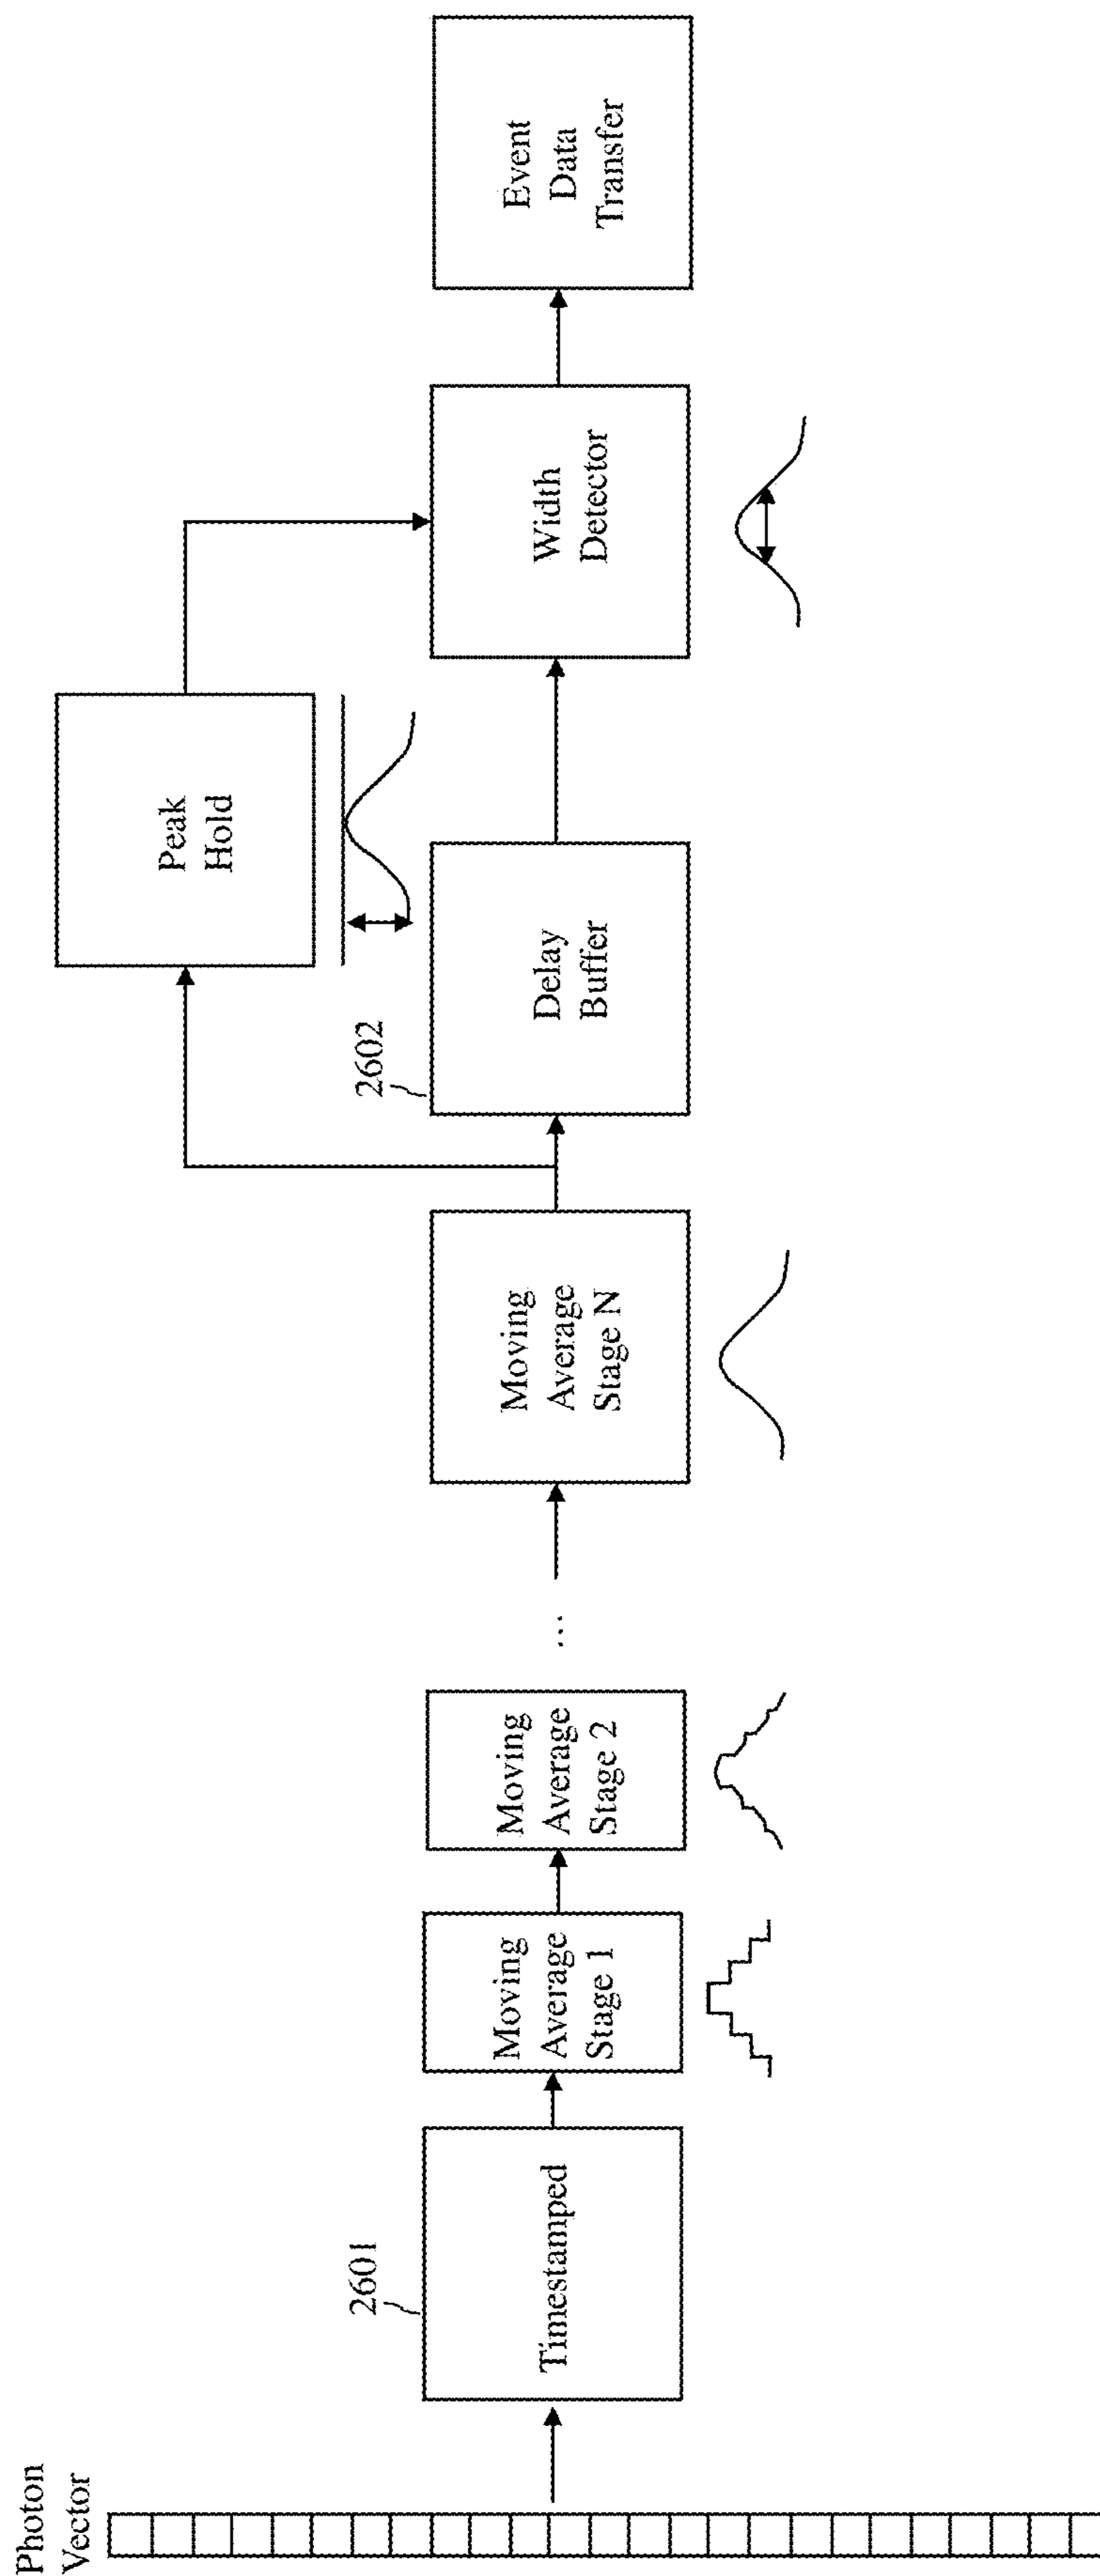 Photon
Vector
2601
Timestamped
Moving
Average
Stage 1
Moving
Average
Stage 2
...
Moving
Average
Stage N
2602
Delay
Buffer
Peak
Hold
Width
Detector
Event
Data
Transfer